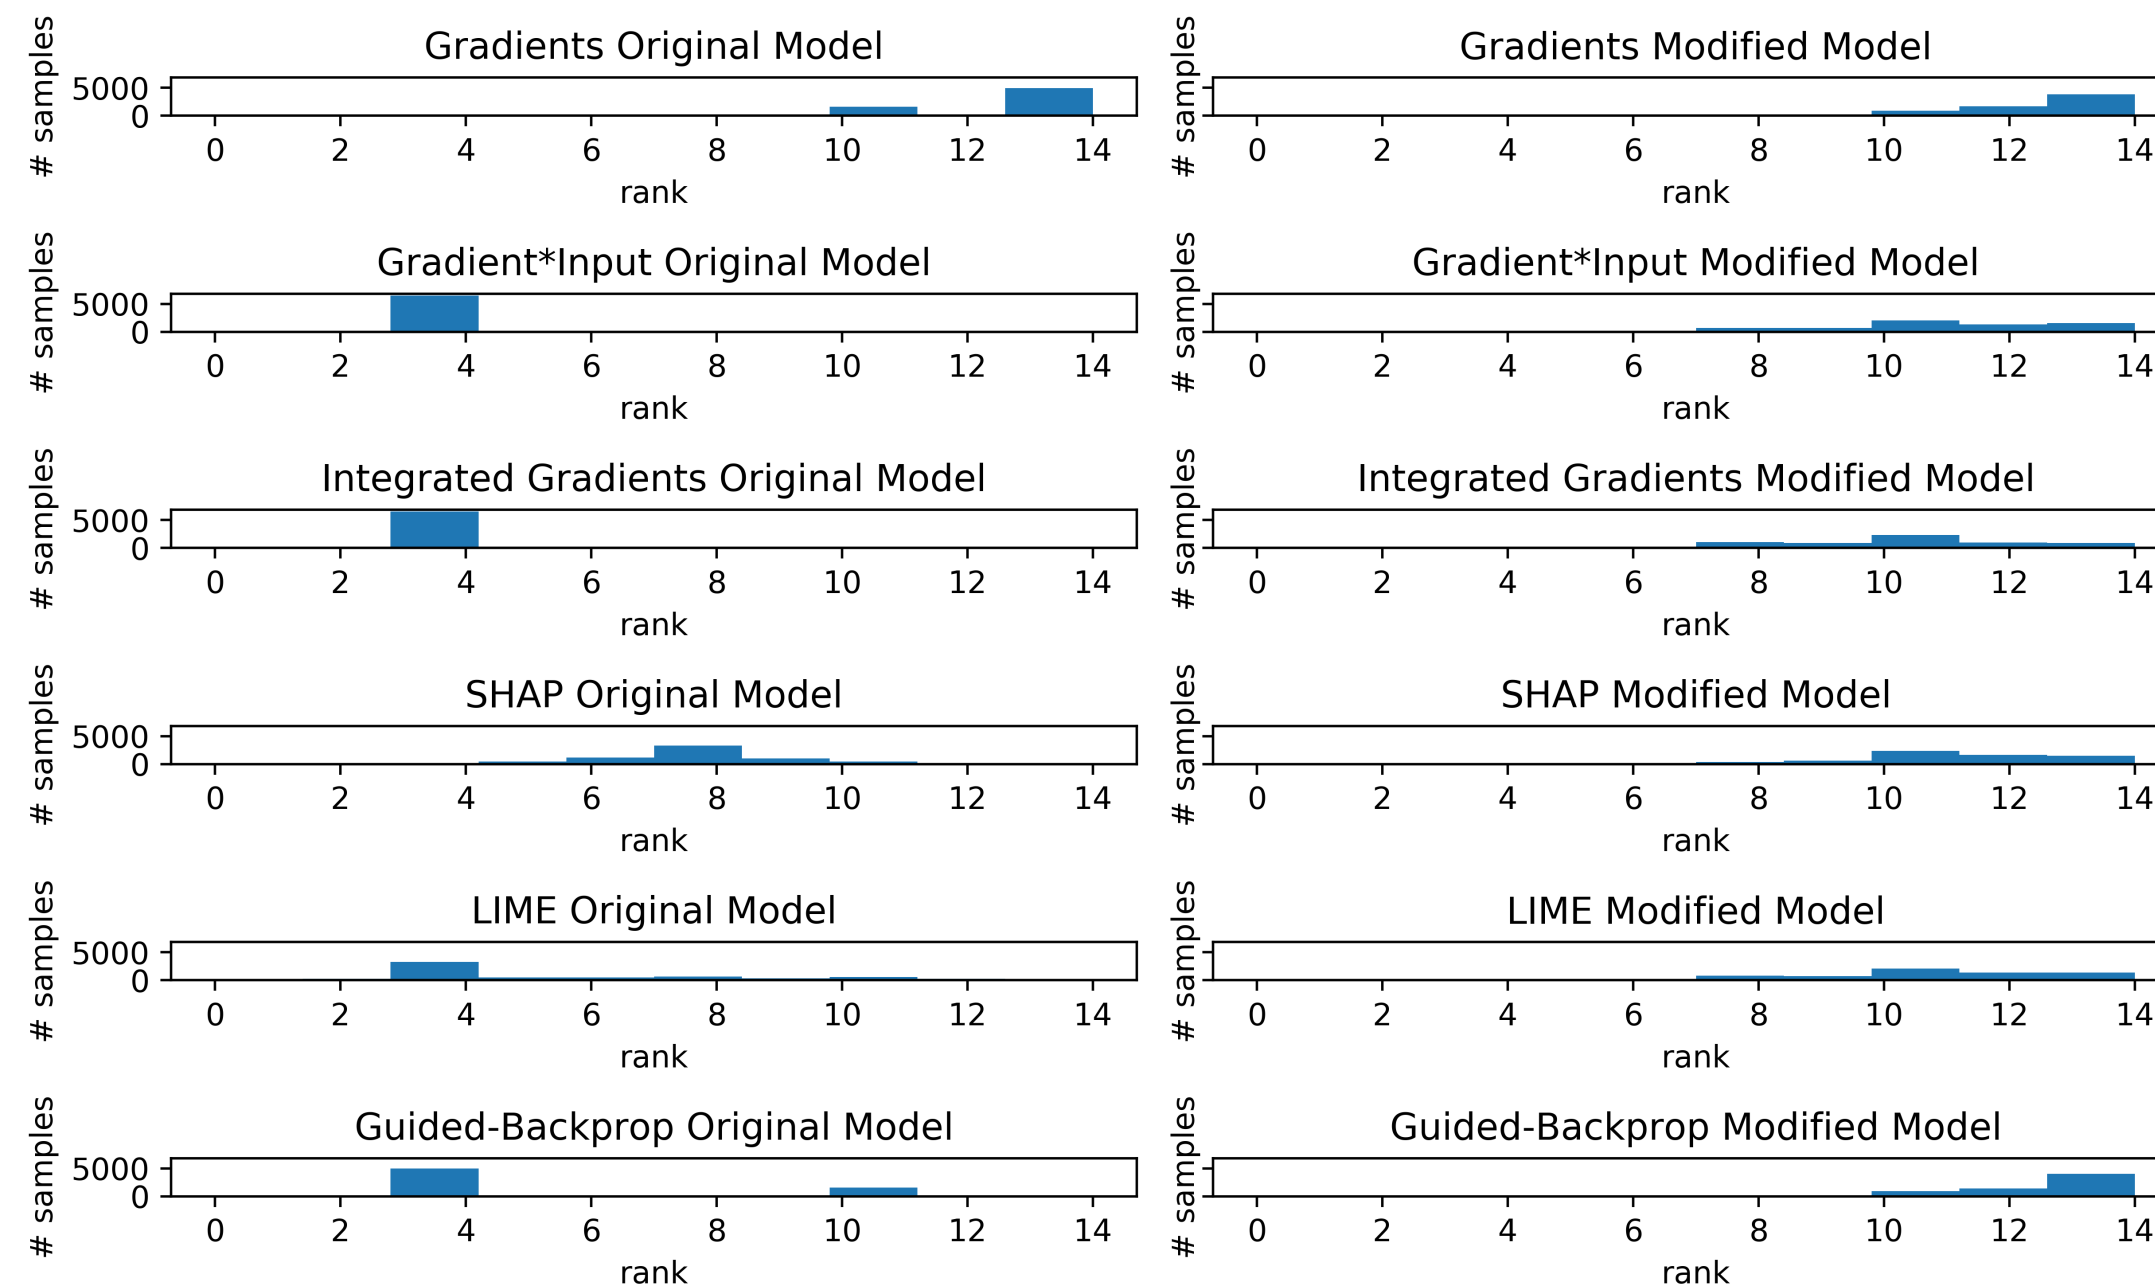 Gradients Original Model
# samples
5000
0
0 2 4 6 8 10 12 14
rank
Gradients Modified Model
# samples
0 2 4 6 8 10 12 14
rank
Gradient*Input Original Model
# samples
5000
0
0 2 4 6 8 10 12 14
rank
Gradient*Input Modified Model
# samples
0 2 4 6 8 10 12 14
rank
Integrated Gradients Original Model
# samples
5000
0
0 2 4 6 8 10 12 14
rank
Integrated Gradients Modified Model
# samples
0 2 4 6 8 10 12 14
rank
SHAP Original Model
# samples
5000
0
0 2 4 6 8 10 12 14
rank
SHAP Modified Model
# samples
0 2 4 6 8 10 12 14
rank
LIME Original Model
# samples
5000
0
0 2 4 6 8 10 12 14
rank
LIME Modified Model
# samples
0 2 4 6 8 10 12 14
rank
Guided-Backprop Original Model
# samples
5000
0
0 2 4 6 8 10 12 14
rank
Guided-Backprop Modified Model
# samples
0 2 4 6 8 10 12 14
rank